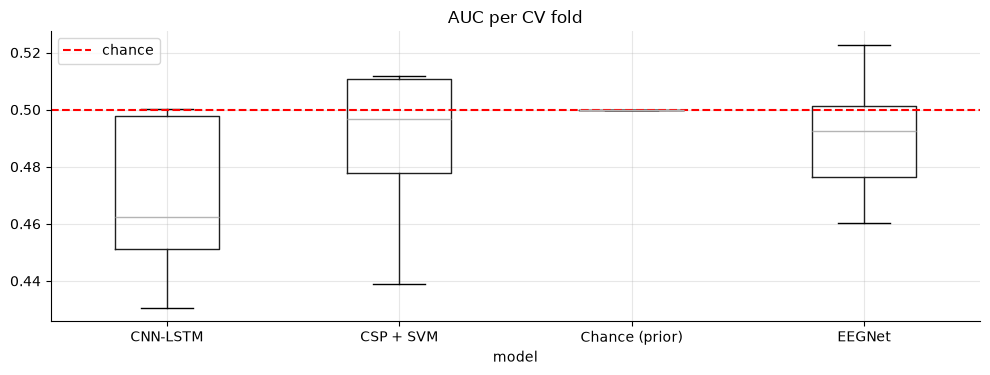 AUC per CV fold
chance
0.52
0.50
0.48
0.46
0.44
CNN-LSTM
CSP + SVM
Chance (prior)
EEGNet
model